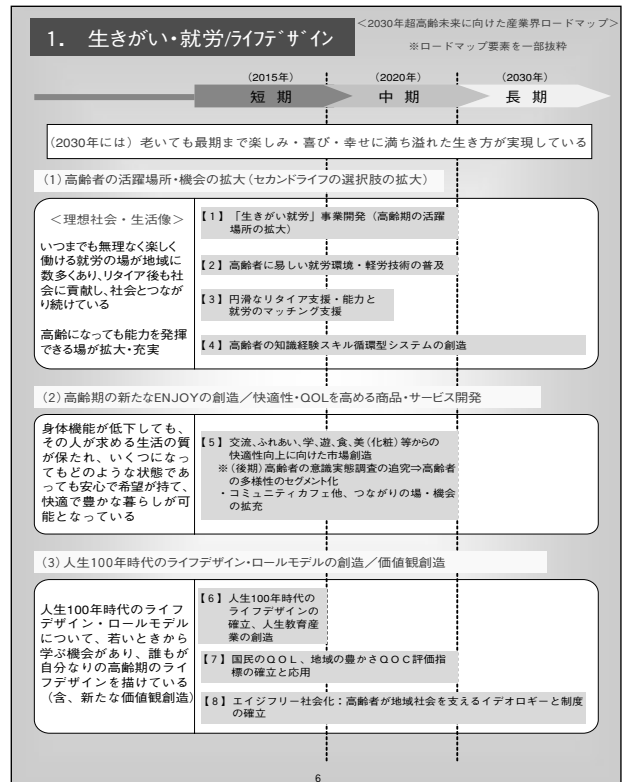 1. 生きがい・就労/ライフデザイン
<2030年超高齢未来に向けた産業界ロードマップ>
※ロードマップ要素を一部抜粋
(2015年)
(2020年)
(2030年)
短 期
中 期
長 期
(2030年には)老いても最期まで楽しみ・喜び・幸せに満ち溢れた生き方が実現している
(1)高齢者の活躍場所・機会の拡大(セカンドライフの選択肢の拡大)
<理想社会・生活像>
いつまでも無理なく楽しく
働ける就労の場が地域に
数多くあり、リタイア後も社
会に貢献し、社会とつなが
り続けている
高齢になっても能力を発揮
できる場が拡大・充実
【1】「生きがい就労」事業開発(高齢期の活躍
場所の拡大)
【2】高齢者に易しい就労環境・軽労技術の普及
【3】円滑なリタイア支援・能力と
就労のマッチング支援
【4】高齢者の知識経験スキル循環型システムの創造
(2)高齢期の新たなENJOYの創造/快適性・QOLを高める商品・サービス開発
身体機能が低下しても、
その人が求める生活の質
が保たれ、いくつになっ
てもどのような状態であ
っても安心で希望が持て、
快適で豊かな暮らしが可
能となっている
【5】交流、ふれあい、学、遊、食、美(化粧)等からの
快適性向上に向けた市場創造
※(後期)高齢者の意識実態調査の追究⇒高齢者
の多様性のセグメント化
・コミュニティカフェ他、つながりの場・機会
の拡充
(3)人生100年時代のライフデザイン・ロールモデルの創造/価値観創造
人生100年時代のライフ
デザイン・ロールモデル
について、若いときから
学ぶ機会があり、誰もが
自分なりの高齢期のライ
フデザインを描けている
(含、新たな価値観創造)
【6】人生100年時代の
ライフデザインの
確立、人生教育産
業の創造
【7】国民のQOL、地域の豊かさQOC評価指
標の確立と応用
【8】エイジフリー社会化:高齢者が地域社会を支えるイデオロギーと制度
の確立
6